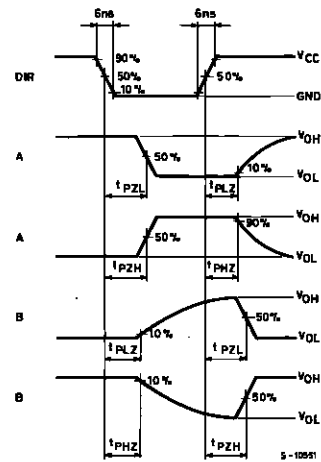 6ns 6ns
DIR 90% 50% 10% 50% VCC GND
A 50% 10% VOH VOL
tPZL tPLZ
A 50% 90% VOH VOL
tPZH tPHZ
B 10% 50% VOH VOL
tPLZ tPZL
B 10% 50% VOH VOL
tPHZ tPZH
S-10551